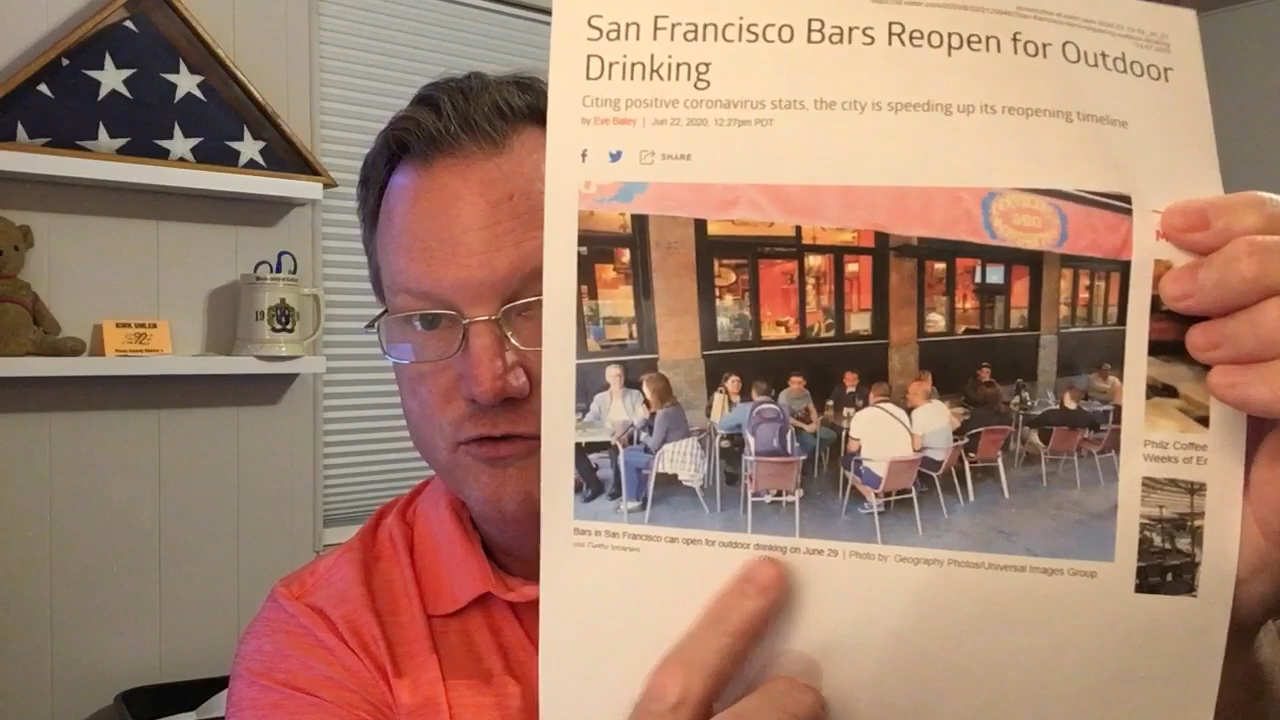 San Francisco Bars Reopen for Outdoor
Drinking
Citing positive coronavirus stats, the city is speeding up its reopening timeline
by Eve Batey | Jun 22, 2020, 12:27pm PDT
SHARE
Bars in San Francisco can open for outdoor drinking on June 29 | Photo by: Geography Photos/Universal Images Group
via Getty Images
Philz Coffee
Weeks of Er
19